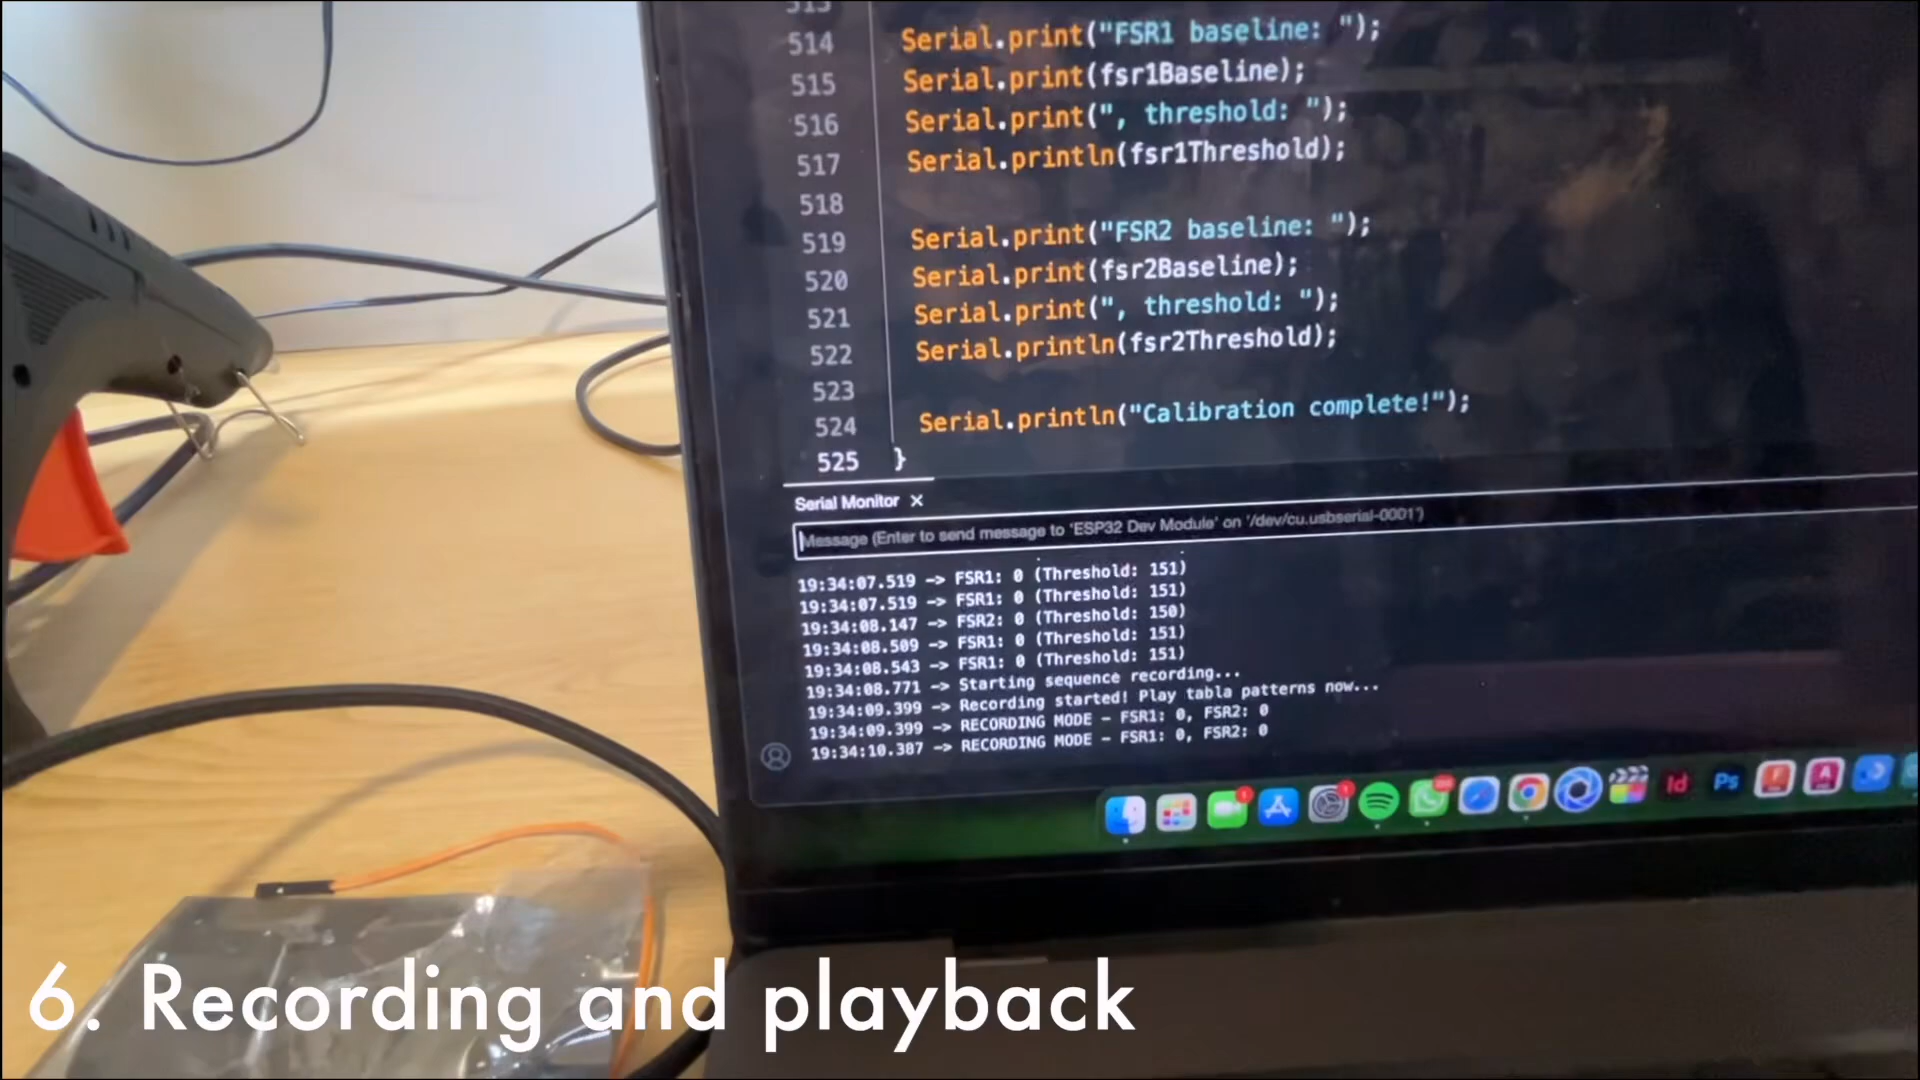 513
514 Serial.print("FSR1 baseline: ");
515 Serial.print(fsr1Baseline);
516 Serial.print(", threshold: ");
517 Serial.println(fsr1Threshold);
518
519 Serial.print("FSR2 baseline: ");
520 Serial.print(fsr2Baseline);
521 Serial.print(", threshold: ");
522 Serial.println(fsr2Threshold);
523
524 Serial.println("Calibration complete!");
525 }
Serial Monitor ×
Message (Enter to send message to 'ESP32 Dev Module' on '/dev/cu.usbserial-0001')
19:34:07.519 -> FSR1: 0 (Threshold: 151)
19:34:07.519 -> FSR1: 0 (Threshold: 151)
19:34:08.147 -> FSR2: 0 (Threshold: 150)
19:34:08.509 -> FSR1: 0 (Threshold: 151)
19:34:08.543 -> FSR1: 0 (Threshold: 151)
19:34:08.771 -> Starting sequence recording...
19:34:09.399 -> Recording started! Play tabla patterns now...
19:34:09.399 -> RECORDING MODE - FSR1: 0, FSR2: 0
19:34:10.387 -> RECORDING MODE - FSR1: 0, FSR2: 0
Id Ps A
6. Recording and playback